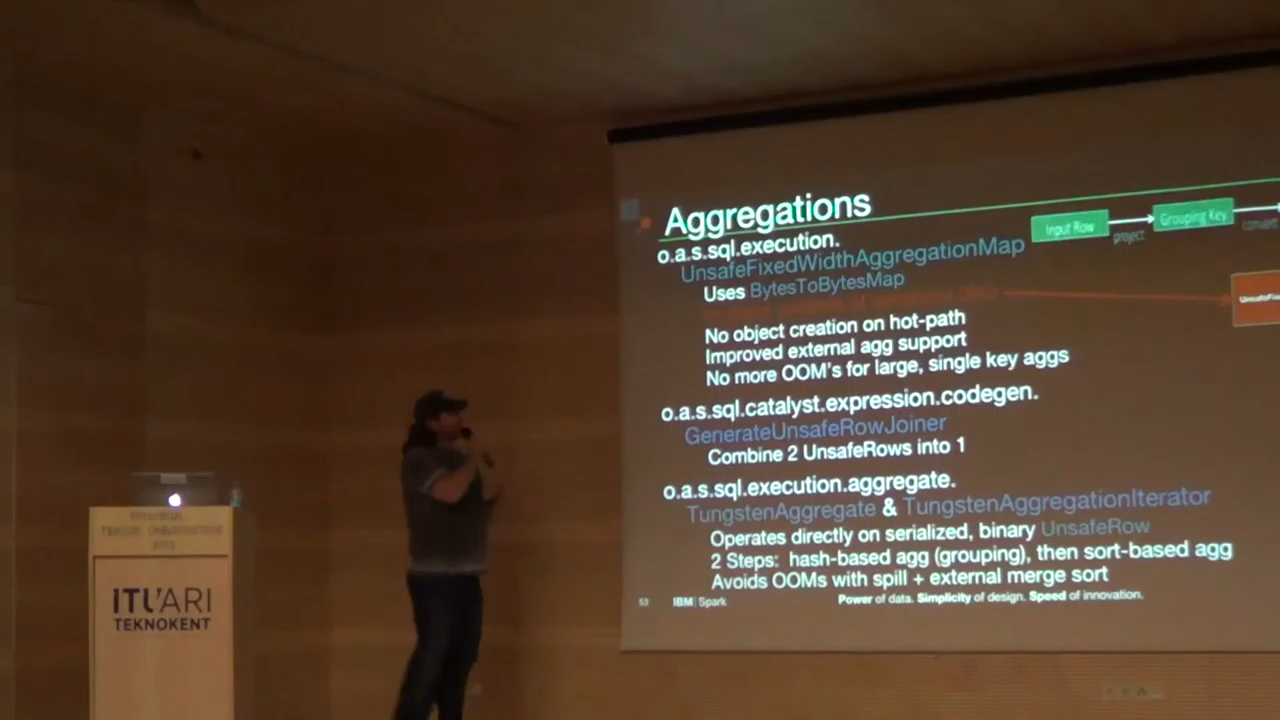 Aggregations
o.a.s.sql.execution.
UnsafeFixedWidthAggregationMap
Uses BytesToBytesMap
No object creation on hot-path
Improved external agg support
No more OOM's for large, single key aggs
o.a.s.sql.catalyst.expression.codegen.
GenerateUnsafeRowJoiner
Combine 2 UnsafeRows into 1
o.a.s.sql.execution.aggregate.
TungstenAggregate & TungstenAggregationIterator
Operates directly on serialized, binary UnsafeRow
2 Steps: hash-based agg (grouping), then sort-based agg
Avoids OOMs with spill + external merge sort
53
IBM | Spark
Power of data. Simplicity of design. Speed of innovation.
Input Row
project
Grouping Key
convert
İTÜARI
TEKNOKENT